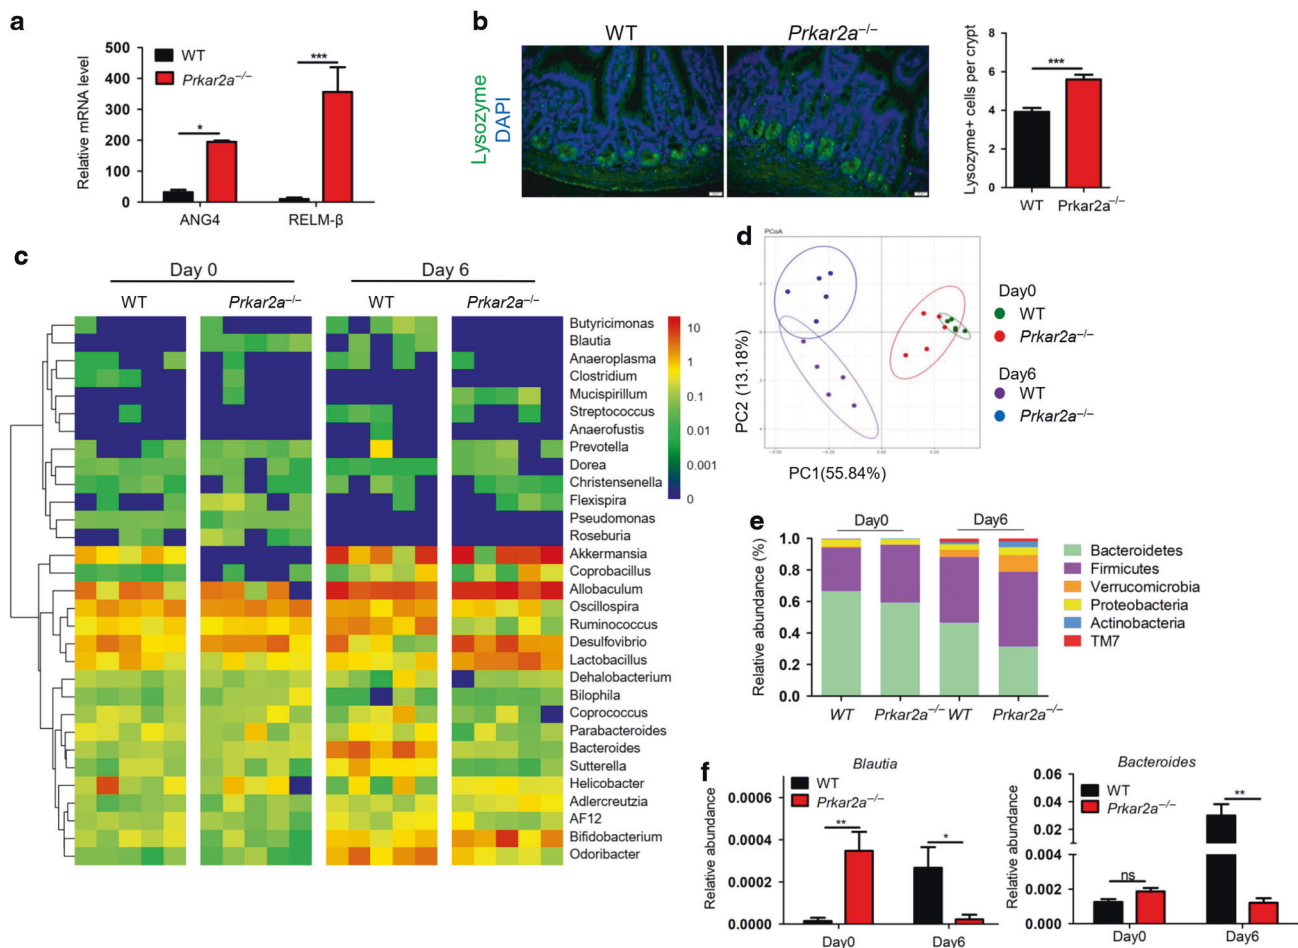 a
500
400
300
200
100
0
Relative mRNA level
WT
Prkar2a–/–
*
***
ANG4
RELM-β
b
WT
Prkar2a–/–
Lysozyme
DAPI
8
6
4
2
0
Lysozyme+ cells per crypt
***
WT
Prkar2a–/–
c
Day 0
Day 6
WT
Prkar2a–/–
WT
Prkar2a–/–
Butyricimonas
Blautia
Anaeroplasma
Clostridium
Mucispirillum
Streptococcus
Anaerofustis
Prevotella
Dorea
Christensenella
Flexispira
Pseudomonas
Roseburia
Akkermansia
Coprobacillus
Allobaculum
Oscillospira
Ruminococcus
Desulfovibrio
Lactobacillus
Dehalobacterium
Bilophila
Coprococcus
Parabacteroides
Bacteroides
Sutterella
Helicobacter
Adlercreutzia
AF12
Bifidobacterium
Odoribacter
10
1
0.1
0.01
0.001
0
d
PCoA
PC2 (13.18%)
PC1(55.84%)
Day0
WT
Prkar2a–/–
Day6
WT
Prkar2a–/–
e
Day0
Day6
1.0
0.8
0.6
0.4
0.2
0.0
Relative abundance (%)
WT
Prkar2a–/–
WT
Prkar2a–/–
Bacteroidetes
Firmicutes
Verrucomicrobia
Proteobacteria
Actinobacteria
TM7
f
Blautia
WT
Prkar2a–/–
0.0006
0.0004
0.0002
0.0000
Relative abundance
**
*
Day0
Day6
Bacteroides
WT
Prkar2a–/–
0.06
0.04
0.02
0.004
0.002
0.000
Relative abundance
ns
**
Day0
Day6